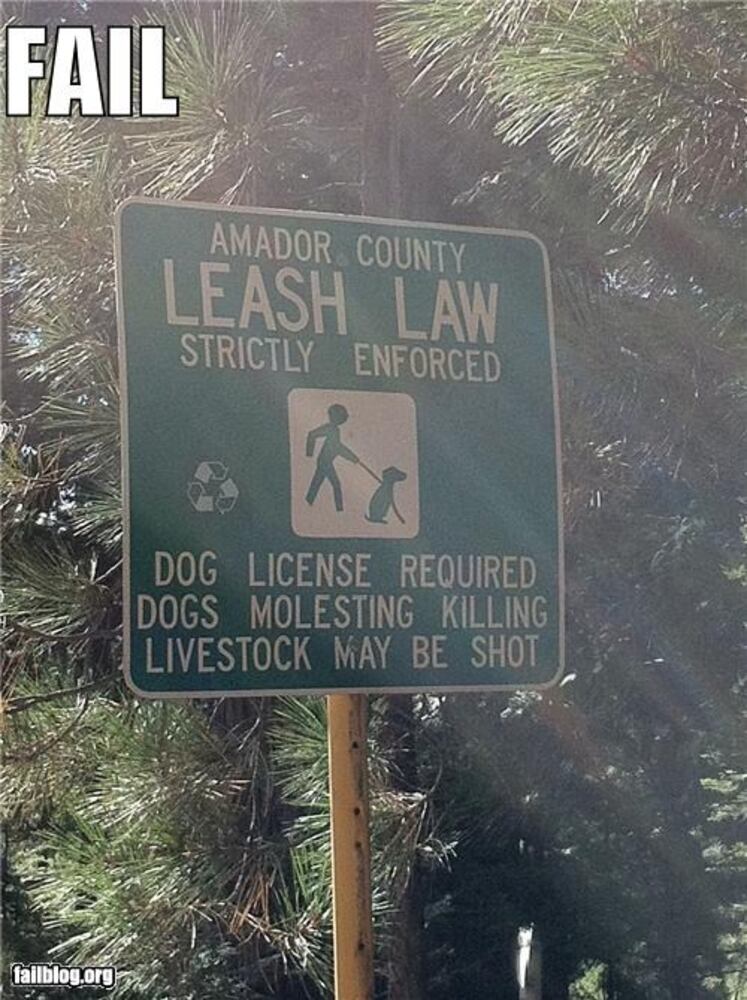 FAIL
AMADOR COUNTY
LEASH LAW
STRICTLY ENFORCED
DOG LICENSE REQUIRED
DOGS MOLESTING KILLING
LIVESTOCK MAY BE SHOT
failblog.org